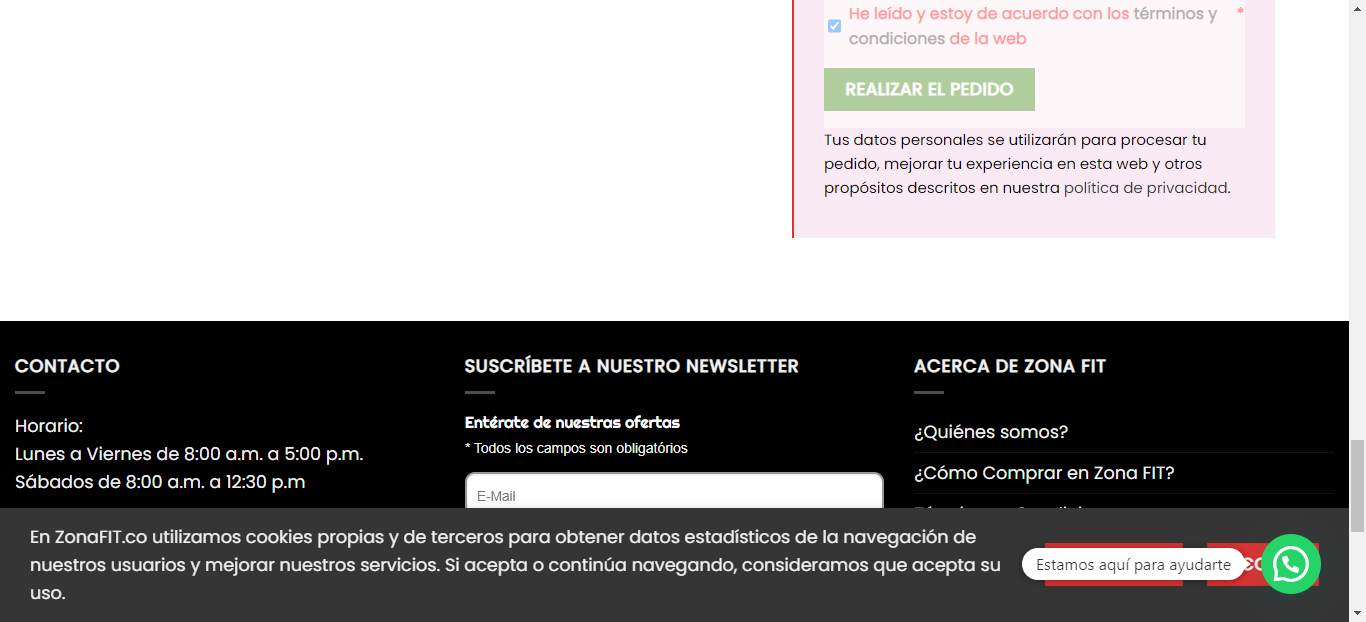 He leído y estoy de acuerdo con los términos y *
condiciones de la web
REALIZAR EL PEDIDO
Tus datos personales se utilizarán para procesar tu
pedido, mejorar tu experiencia en esta web y otros
propósitos descritos en nuestra política de privacidad.
CONTACTO
Horario:
Lunes a Viernes de 8:00 a.m. a 5:00 p.m.
Sábados de 8:00 a.m. a 12:30 p.m
SUSCRÍBETE A NUESTRO NEWSLETTER
Entérate de nuestras ofertas
* Todos los campos son obligatórios
E-Mail
ACERCA DE ZONA FIT
¿Quiénes somos?
¿Cómo Comprar en Zona FIT?
En ZonaFIT.co utilizamos cookies propias y de terceros para obtener datos estadísticos de la navegación de
nuestros usuarios y mejorar nuestros servicios. Si acepta o continúa navegando, consideramos que acepta su
uso.
Estamos aquí para ayudarte